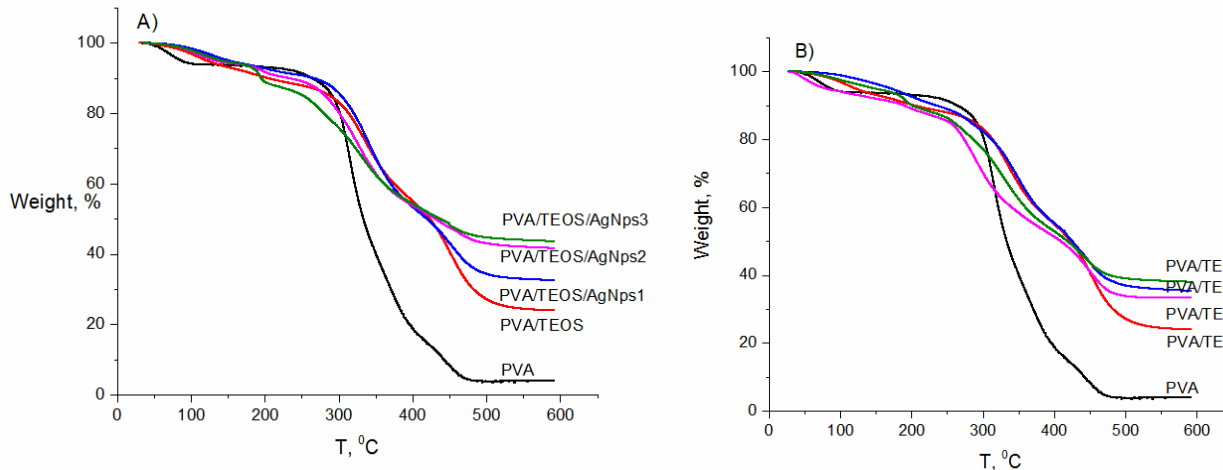 A)
100
80
60
40
20
0
Weight, %
PVA/TEOS/AgNps3
PVA/TEOS/AgNps2
PVA/TEOS/AgNps1
PVA/TEOS
PVA
0 100 200 300 400 500 600
T, ⁰C
B)
100
80
60
40
20
0
Weight, %
PVA/TE
PVA/TE
PVA/TE
PVA/TE
PVA
0 100 200 300 400 500 600
T, ⁰C